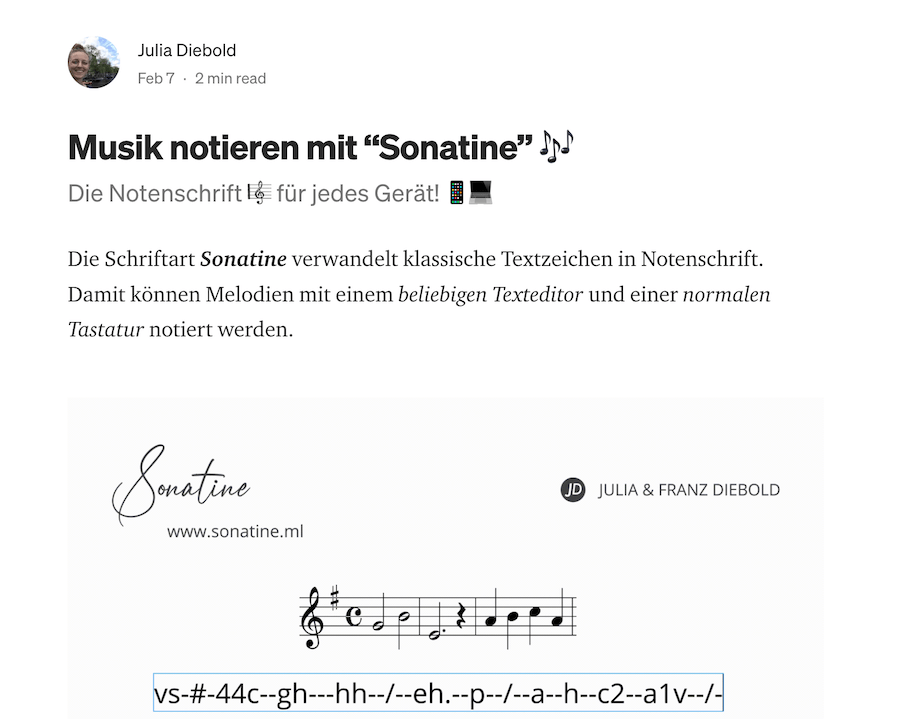 Julia Diebold
Feb 7 · 2 min read
Musik notieren mit “Sonatine” 🎶
Die Notenschrift 🎼 für jedes Gerät! 📱💻
Die Schriftart Sonatine verwandelt klassische Textzeichen in Notenschrift.
Damit können Melodien mit einem beliebigen Texteditor und einer normalen
Tastatur notiert werden.
Sonatine
www.sonatine.ml
JD JULIA & FRANZ DIEBOLD
vs-#-44c--gh---hh--/--eh.--p--/--a--h--c2--a1v--/-